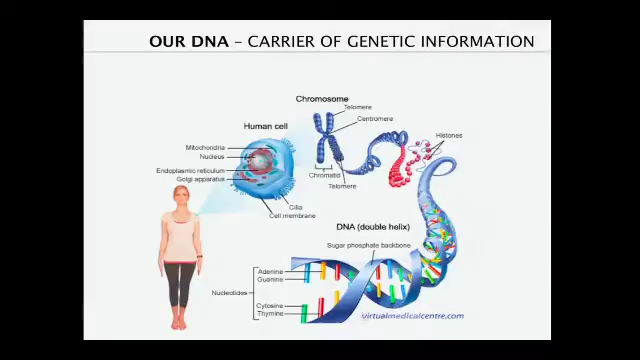 OUR DNA – CARRIER OF GENETIC INFORMATION
Chromosome
Telomere
Centromere
Human cell
Histones
Mitochondria
Nucleus
Endoplasmic reticulum
Golgi apparatus
Chromatid
Telomere
Cilia
Cell membrane
DNA (double helix)
Sugar phosphate backbone
Adenine
Guanine
Nucleotides
Cytosine
Thymine
virtualmedicalcentre.com